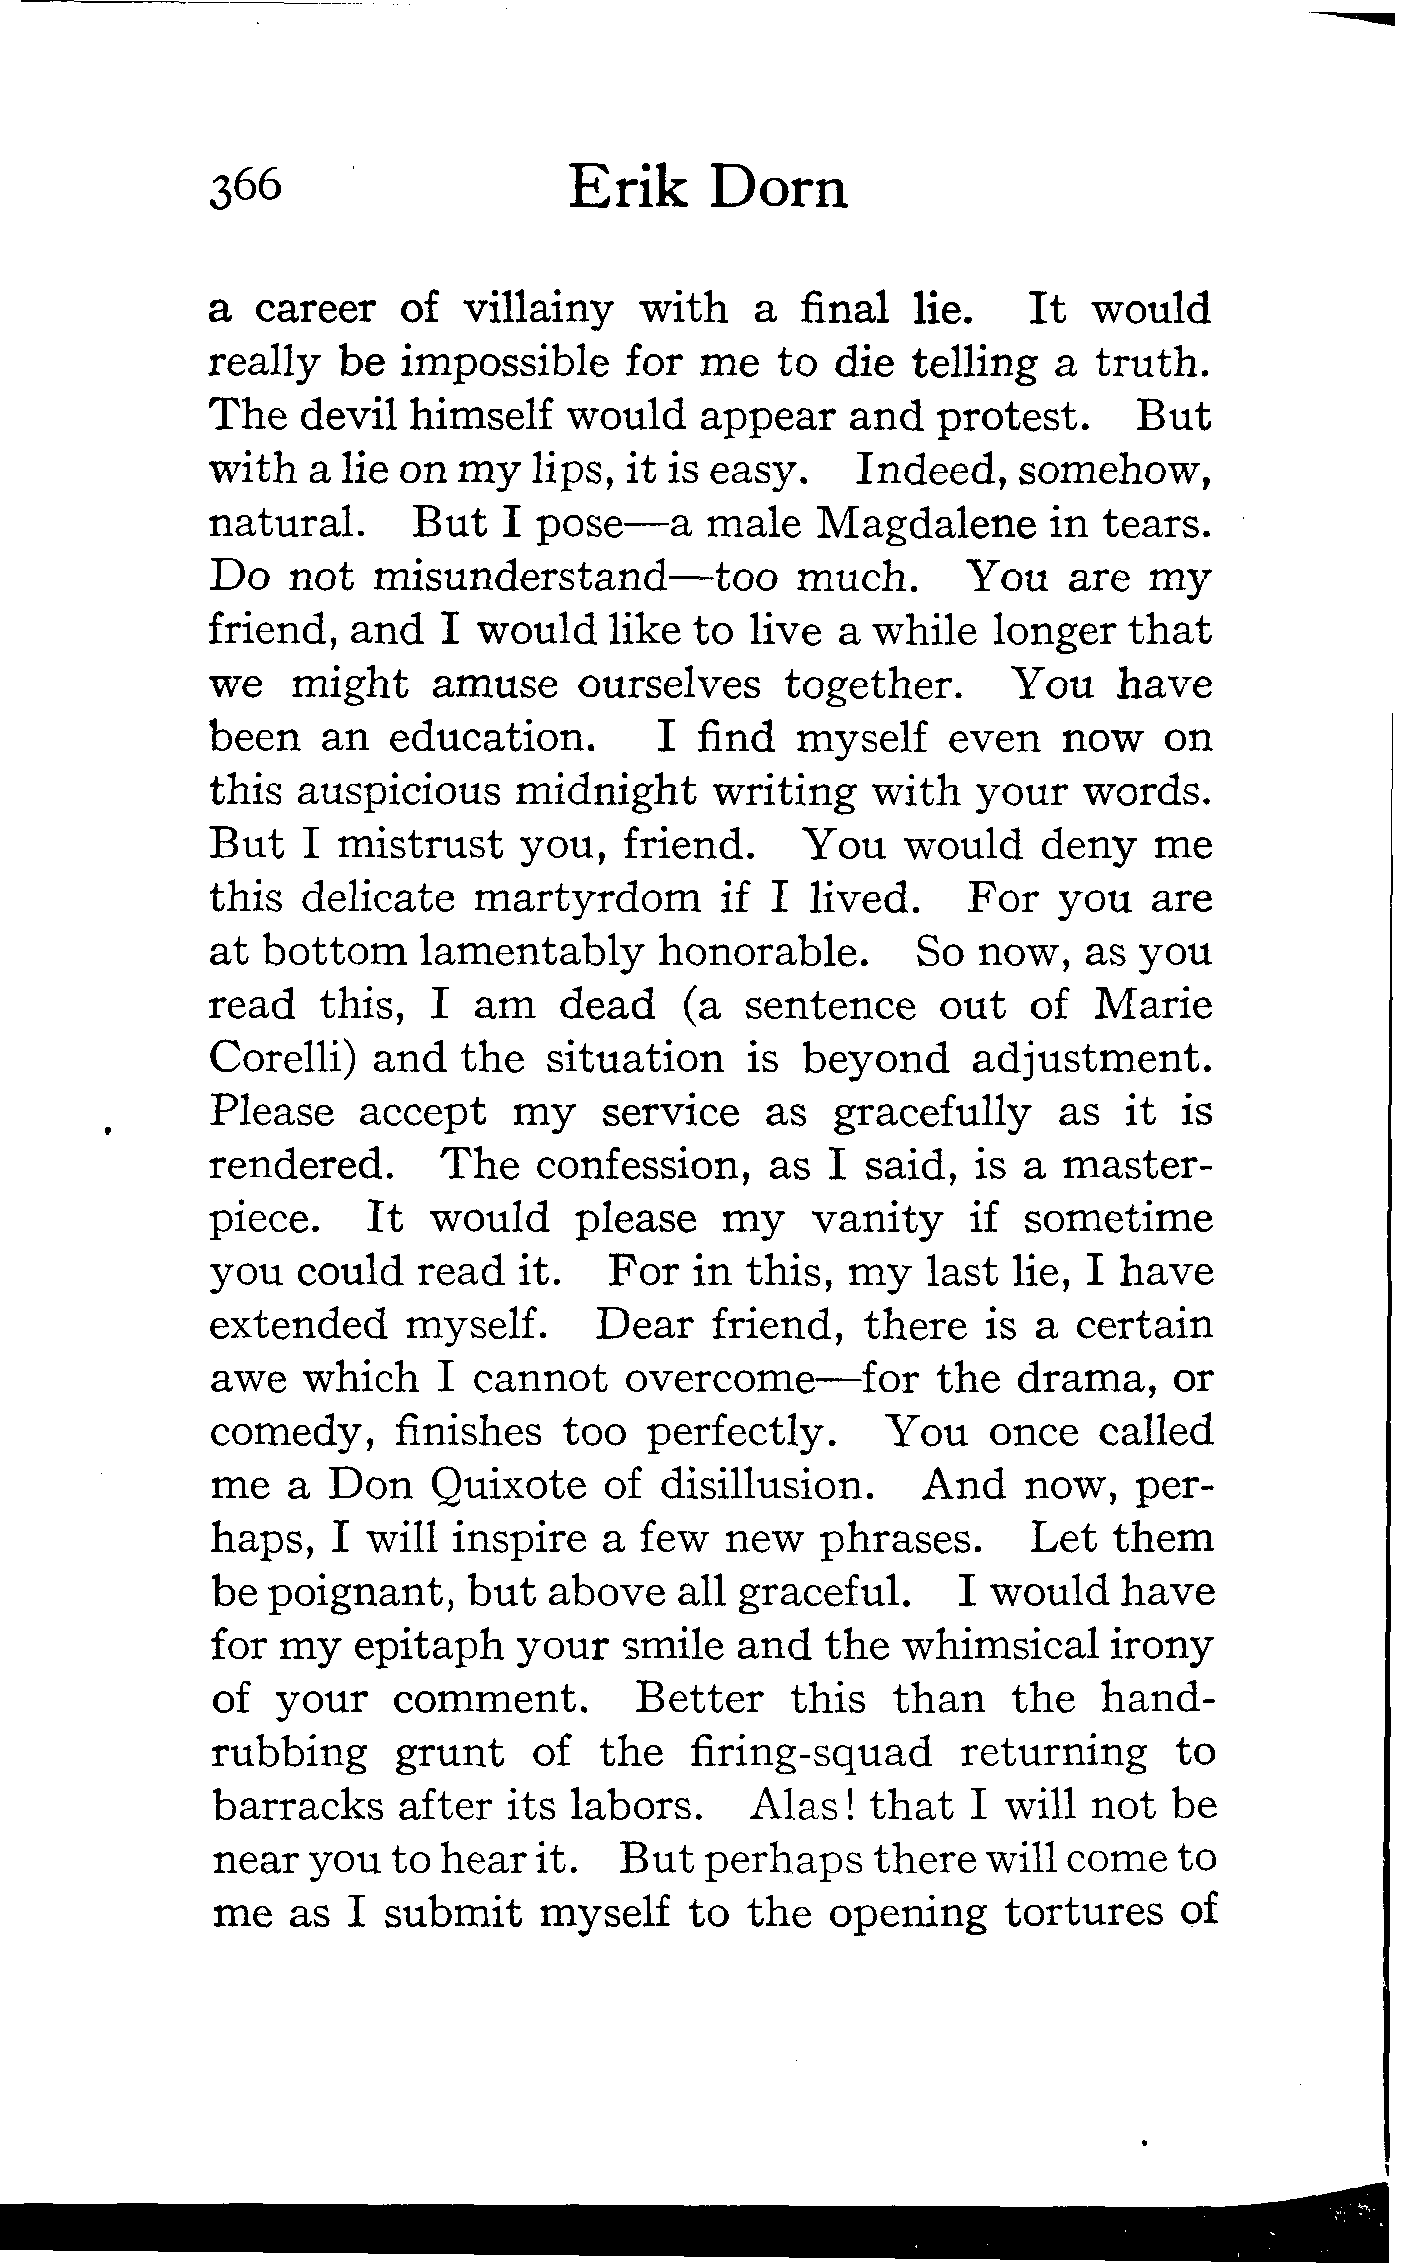 366 Erik Dorn
a career of villainy with a final lie. It would
really be impossible for me to die telling a truth.
The devil himself would appear and protest. But
with a lie on my lips, it is easy. Indeed, somehow,
natural. But I pose—a male Magdalene in tears.
Do not misunderstand—too much. You are my
friend, and I would like to live a while longer that
we might amuse ourselves together. You have
been an education. I find myself even now on
this auspicious midnight writing with your words.
But I mistrust you, friend. You would deny me
this delicate martyrdom if I lived. For you are
at bottom lamentably honorable. So now, as you
read this, I am dead (a sentence out of Marie
Corelli) and the situation is beyond adjustment.
Please accept my service as gracefully as it is
rendered. The confession, as I said, is a master-
piece. It would please my vanity if sometime
you could read it. For in this, my last lie, I have
extended myself. Dear friend, there is a certain
awe which I cannot overcome—for the drama, or
comedy, finishes too perfectly. You once called
me a Don Quixote of disillusion. And now, per-
haps, I will inspire a few new phrases. Let them
be poignant, but above all graceful. I would have
for my epitaph your smile and the whimsical irony
of your comment. Better this than the hand-
rubbing grunt of the firing-squad returning to
barracks after its labors. Alas! that I will not be
near you to hear it. But perhaps there will come to
me as I submit myself to the opening tortures of